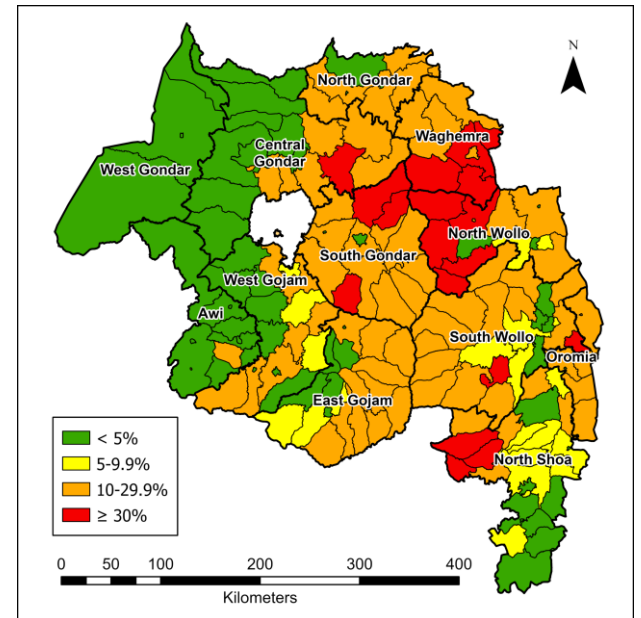 N
North Gondar
Waghemra
Central
Gondar
West Gondar
North Wollo
South Gondar
West Gojam
Awi
South Wollo
Oromia
East Gojam
North Shoa
< 5%
5-9.9%
10-29.9%
≥ 30%
0 50 100 200 300 400
Kilometers